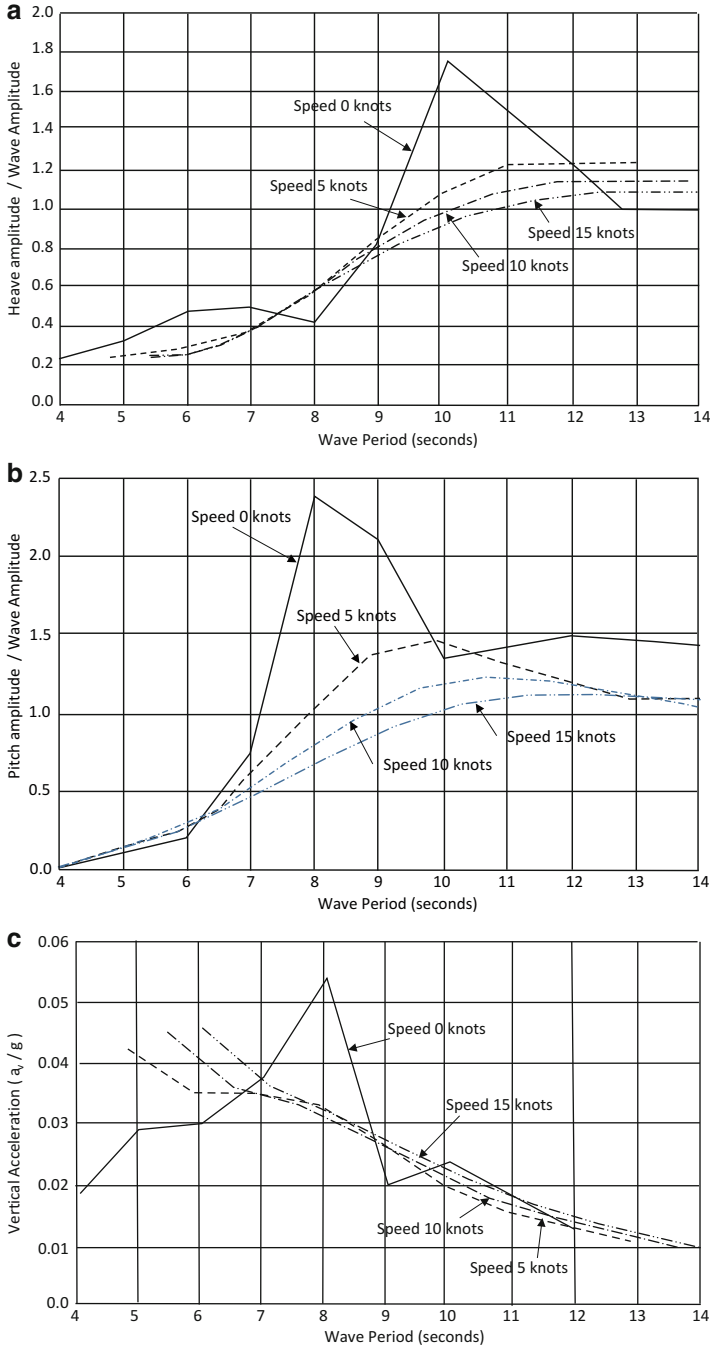 a
2.0
1.8
1.6
1.4
1.2
1.0
0.8
0.6
0.4
0.2
0.0
Heave amplitude / Wave Amplitude
Speed 0 knots
Speed 5 knots
Speed 15 knots
Speed 10 knots
4 5 6 7 8 9 10 11 12 13 14
Wave Period (seconds)
b
2.5
2.0
1.5
1.0
0.5
0.0
Pitch amplitude / Wave Amplitude
Speed 0 knots
Speed 5 knots
Speed 15 knots
Speed 10 knots
4 5 6 7 8 9 10 11 12 13 14
Wave Period (seconds)
c
0.06
0.05
0.04
0.03
0.02
0.01
0.0
Vertical Acceleration ( aᵥ / g )
Speed 0 knots
Speed 15 knots
Speed 10 knots
Speed 5 knots
4 5 6 7 8 9 10 11 12 13 14
Wave Period (seconds)